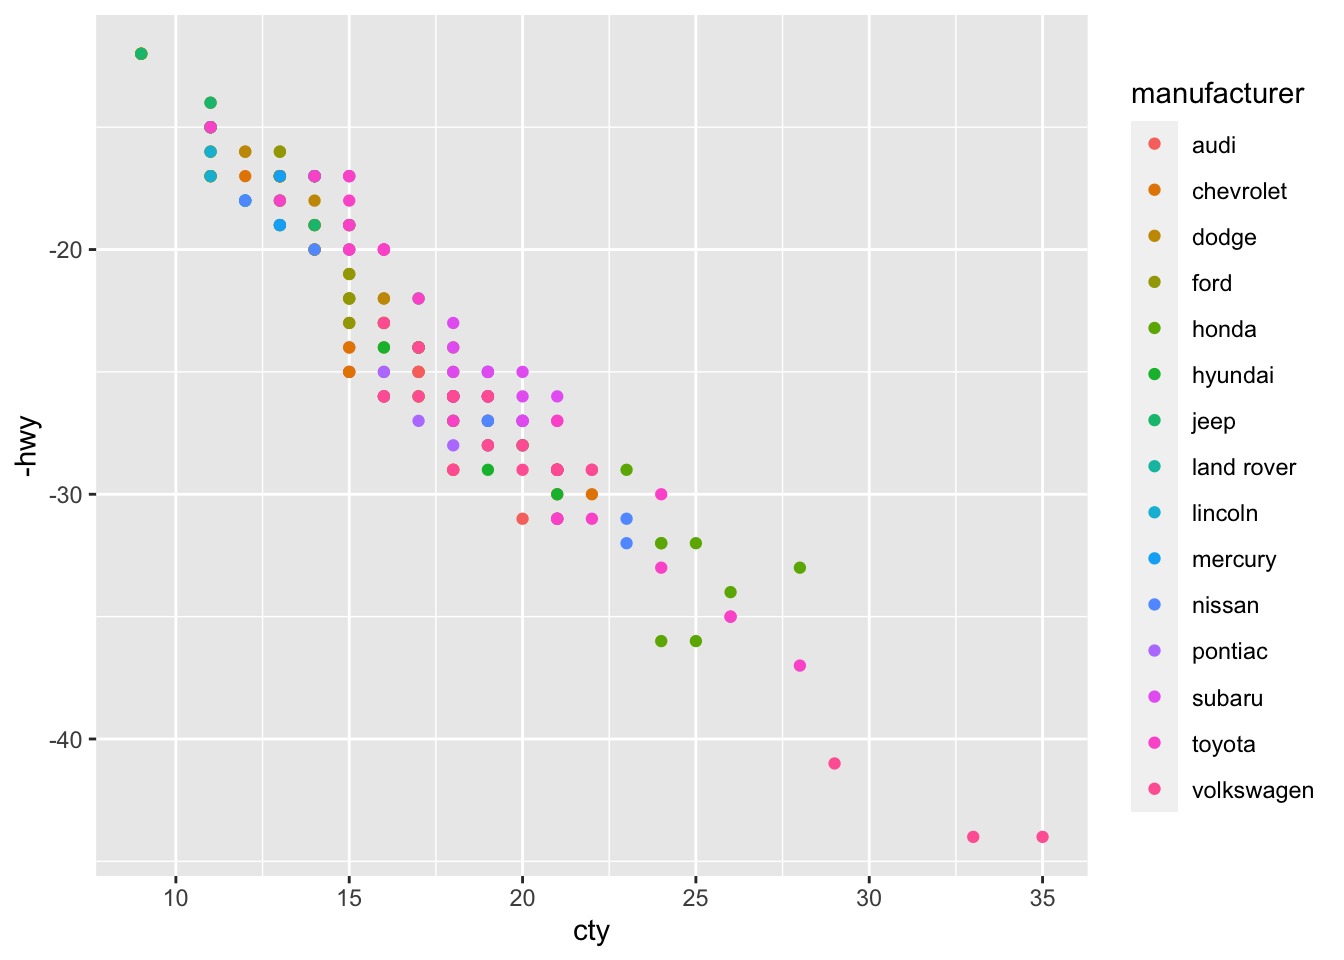 -hwy
-20
-30
-40
10
15
20
25
30
35
cty
manufacturer
audi
chevrolet
dodge
ford
honda
hyundai
jeep
land rover
lincoln
mercury
nissan
pontiac
subaru
toyota
volkswagen